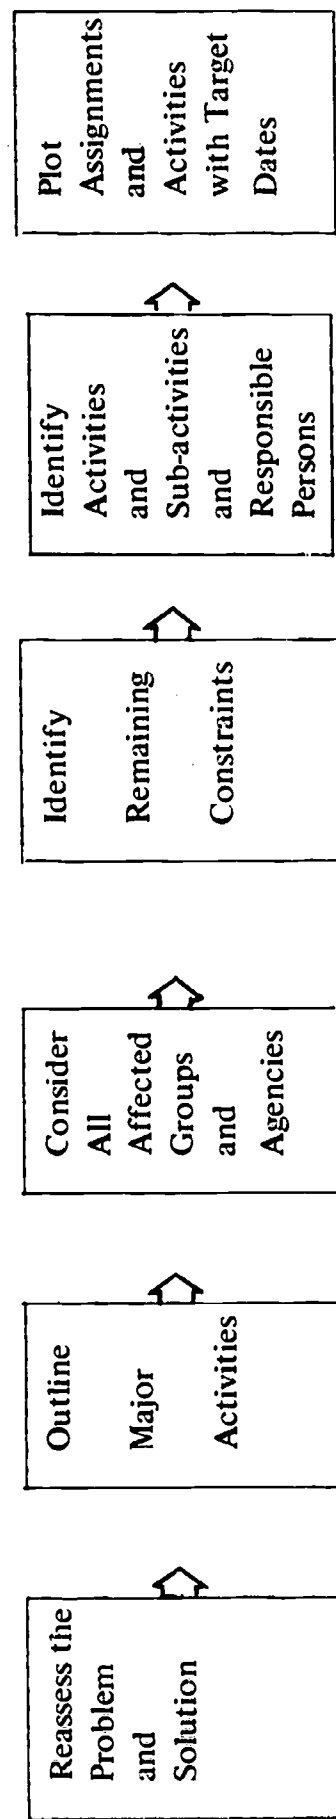 Reassess the
Problem
and
Solution
Outline
Major
Activities
Consider
All
Affected
Groups
and
Agencies
Identify
Remaining
Constraints
Identify
Activities
and
Sub-activities
and
Responsible
Persons
Plot
Assignments
and
Activities
with Target
Dates